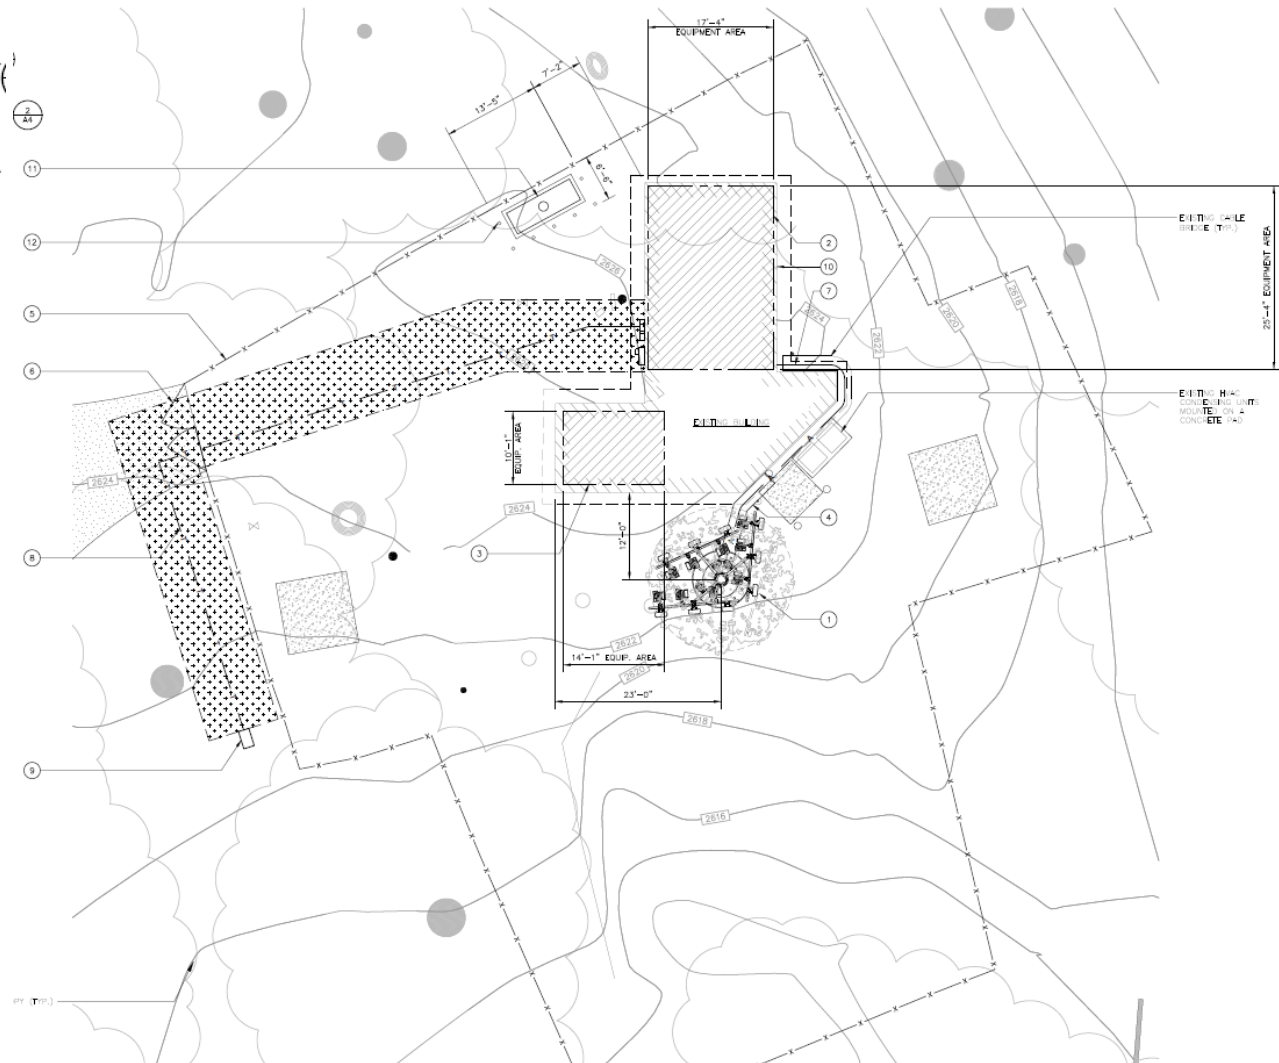 17'-4"
EQUIPMENT AREA
7'-2"
13'-5"
2
A4
11
6'-6"
12
EXISTING CABLE
BRIDGE (TYP.)
2
10
7
25'-4" EQUIPMENT AREA
2626
2624
2618
2620
2622
5
6
EXISTING HVAC
CONDENSING UNITS
MOUNTED ON A
CONCRETE PAD
EXISTING BUILDING
10'-1"
EQUIP. AREA
2624
2624
12'-0"
4
3
8
1
2622
14'-1" EQUIP. AREA
2620
23'-0"
2618
9
2616
PY (TYP.)